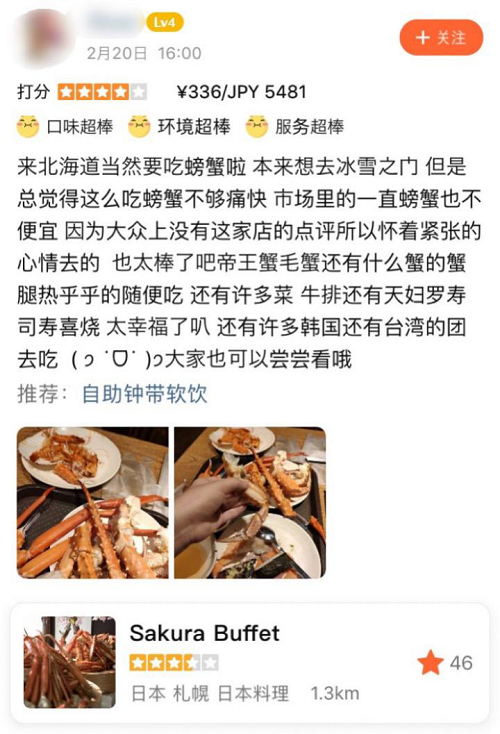 Lv4
2月20日 16:00
+ 关注
打分 ¥336/JPY 5481
口味超棒 环境超棒 服务超棒
来北海道当然要吃螃蟹啦 本来想去冰雪之门 但是
总觉得这么吃螃蟹不够痛快 市场里的一直螃蟹也不
便宜 因为大众上没有这家店的点评所以怀着紧张的
心情去的 也太棒了吧帝王蟹毛蟹还有什么蟹的蟹
腿热乎乎的随便吃 还有许多菜 牛排还有天妇罗寿
司寿喜烧 太幸福了叭 还有许多韩国还有台湾的团
去吃 ( ੭ ˙ᗜ˙ )੭大家也可以尝尝看哦
推荐: 自助钟带软饮
Sakura Buffet
46
日本 札幌 日本料理 1.3km